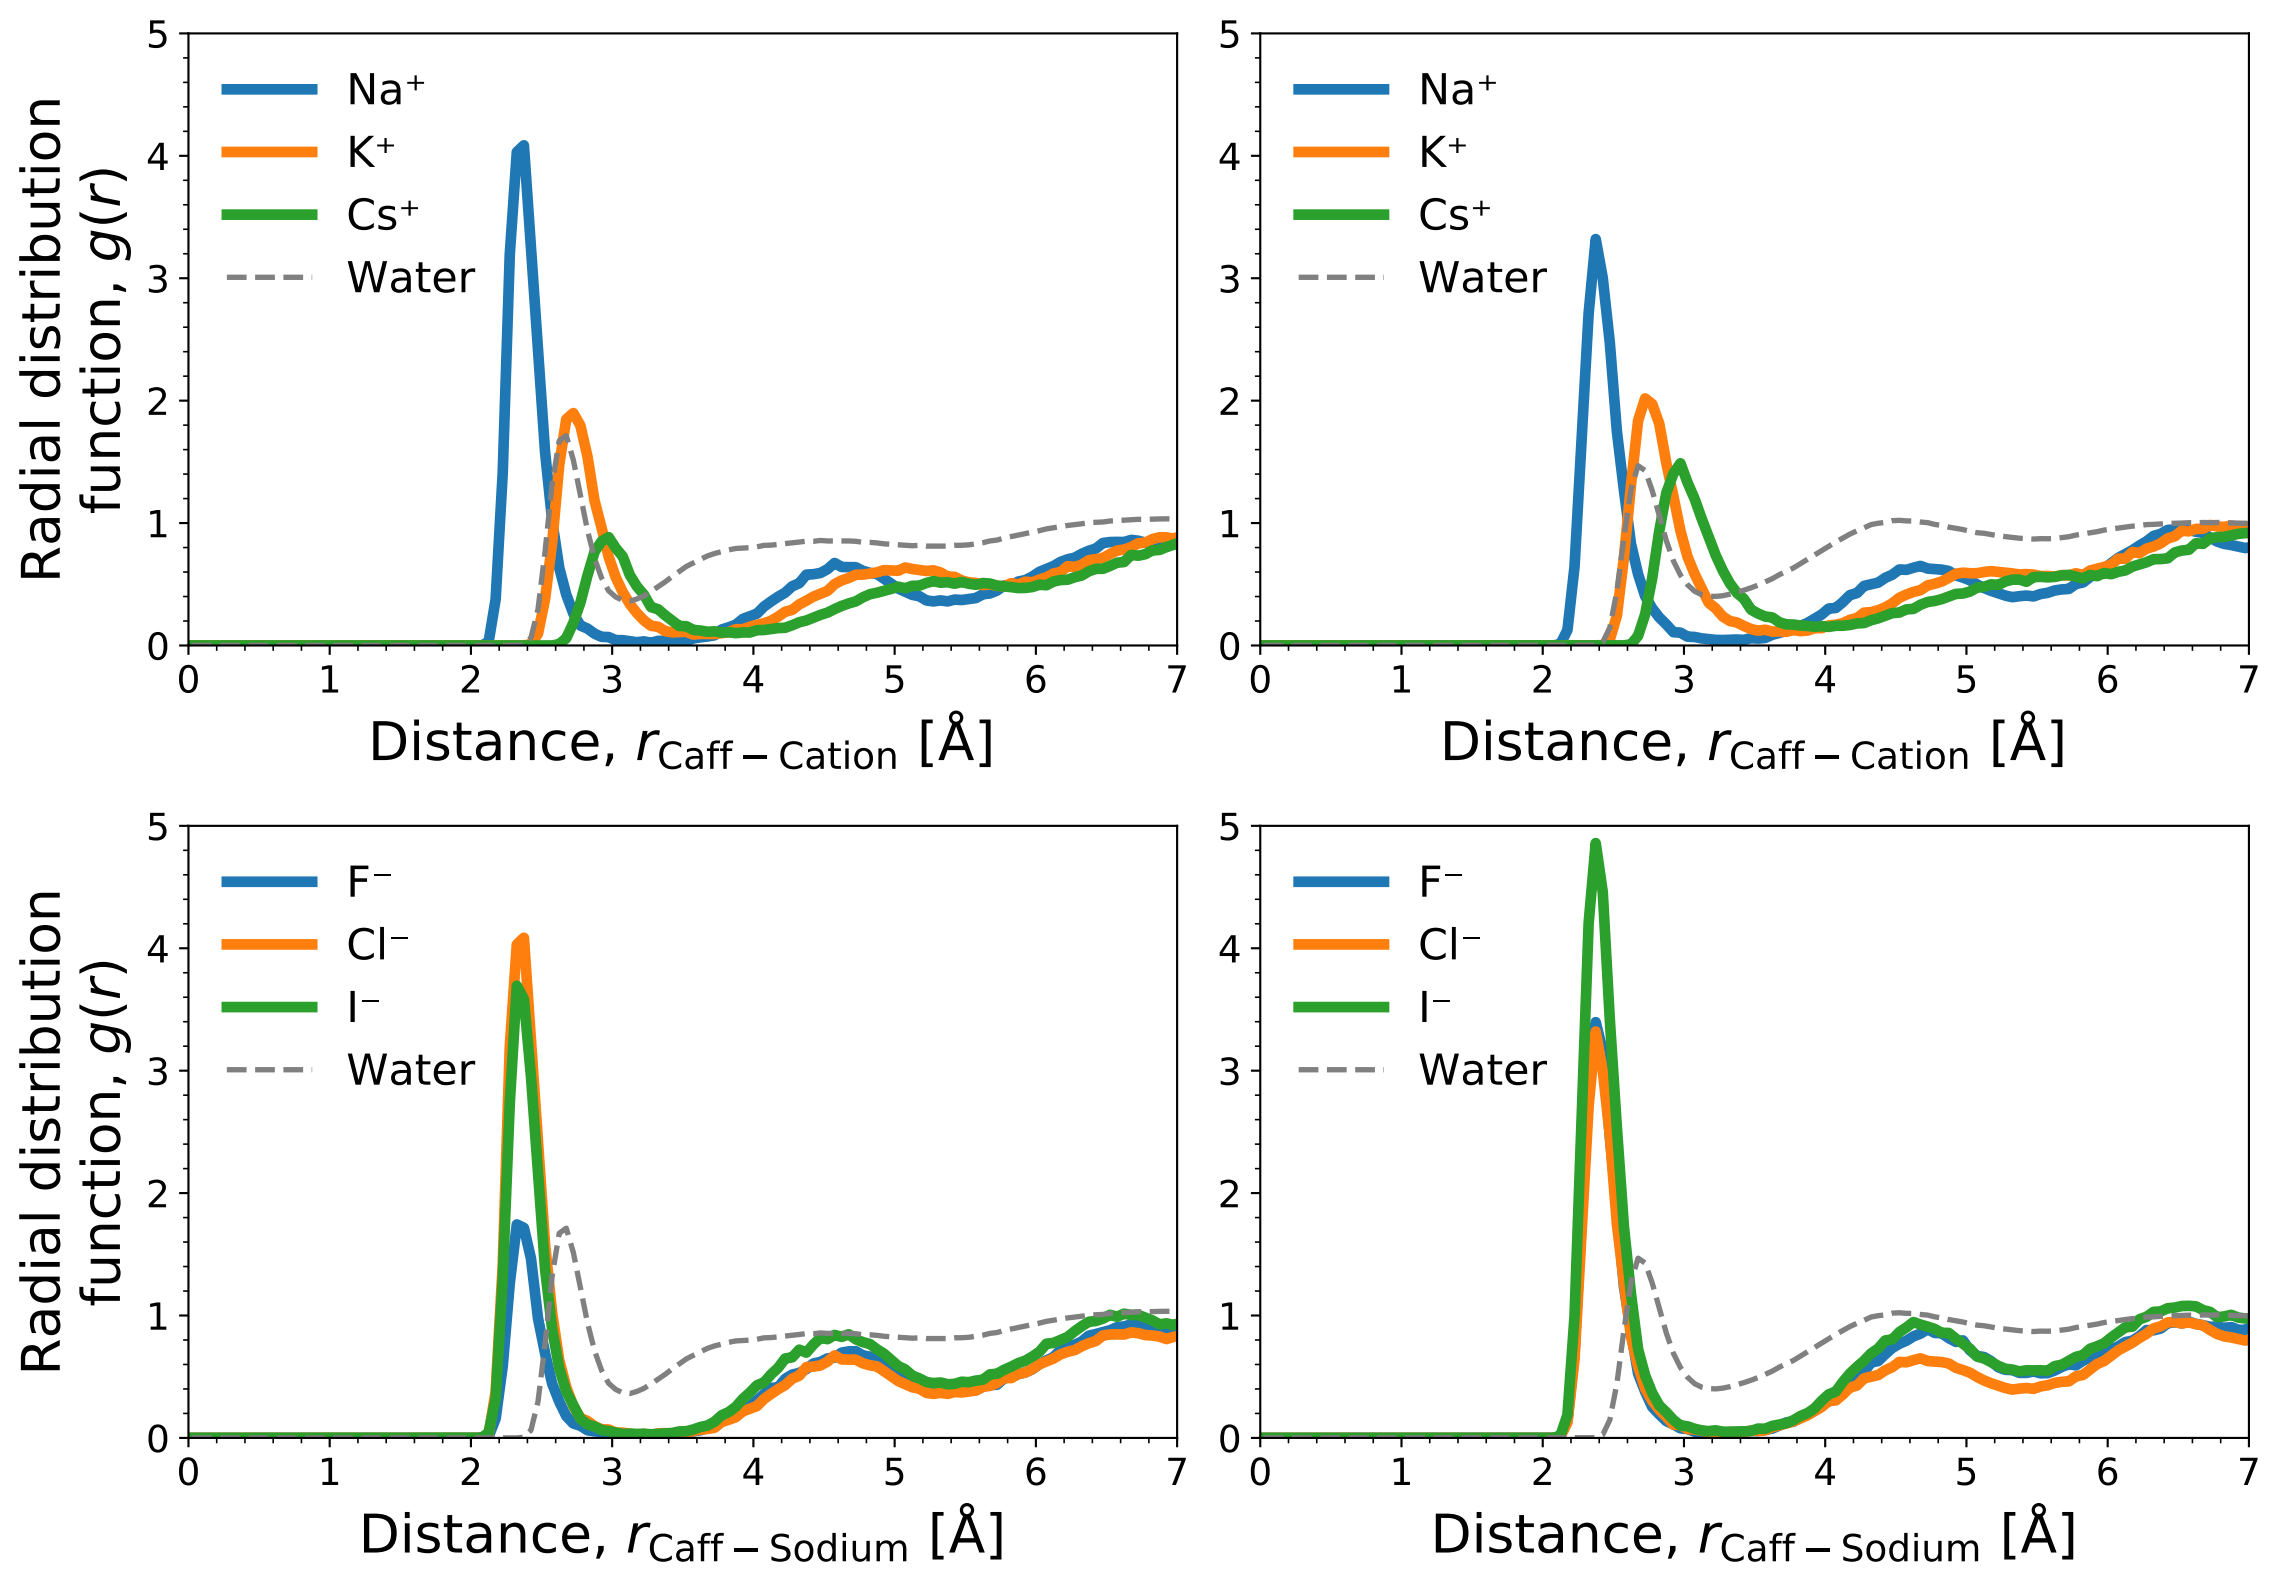 Radial distribution
function, g(r)
5
4
3
2
1
0
Na⁺
K⁺
Cs⁺
Water
0 1 2 3 4 5 6 7
Distance, r_Caff − Cation [Å]
5
4
3
2
1
0
Na⁺
K⁺
Cs⁺
Water
0 1 2 3 4 5 6 7
Distance, r_Caff − Cation [Å]
Radial distribution
function, g(r)
5
4
3
2
1
0
F⁻
Cl⁻
I⁻
Water
0 1 2 3 4 5 6 7
Distance, r_Caff − Sodium [Å]
5
4
3
2
1
0
F⁻
Cl⁻
I⁻
Water
0 1 2 3 4 5 6 7
Distance, r_Caff − Sodium [Å]